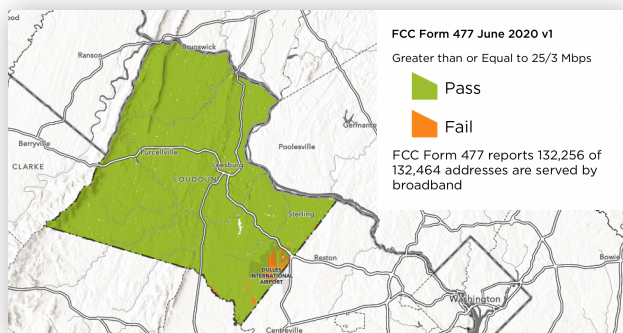 FCC Form 477 June 2020 v1
Greater than or Equal to 25/3 Mbps
Pass
Fail
FCC Form 477 reports 132,256 of
132,464 addresses are served by
broadband
ood
Ranson
Brunswick
Germanto
Berryville
Purcellville
Poolesville
CLARKE
Leesburg
LOUDOUN
Sterling
Reston
DULLES
INTERNATIONAL
AIRPORT
Bowie
Washington
Centreville